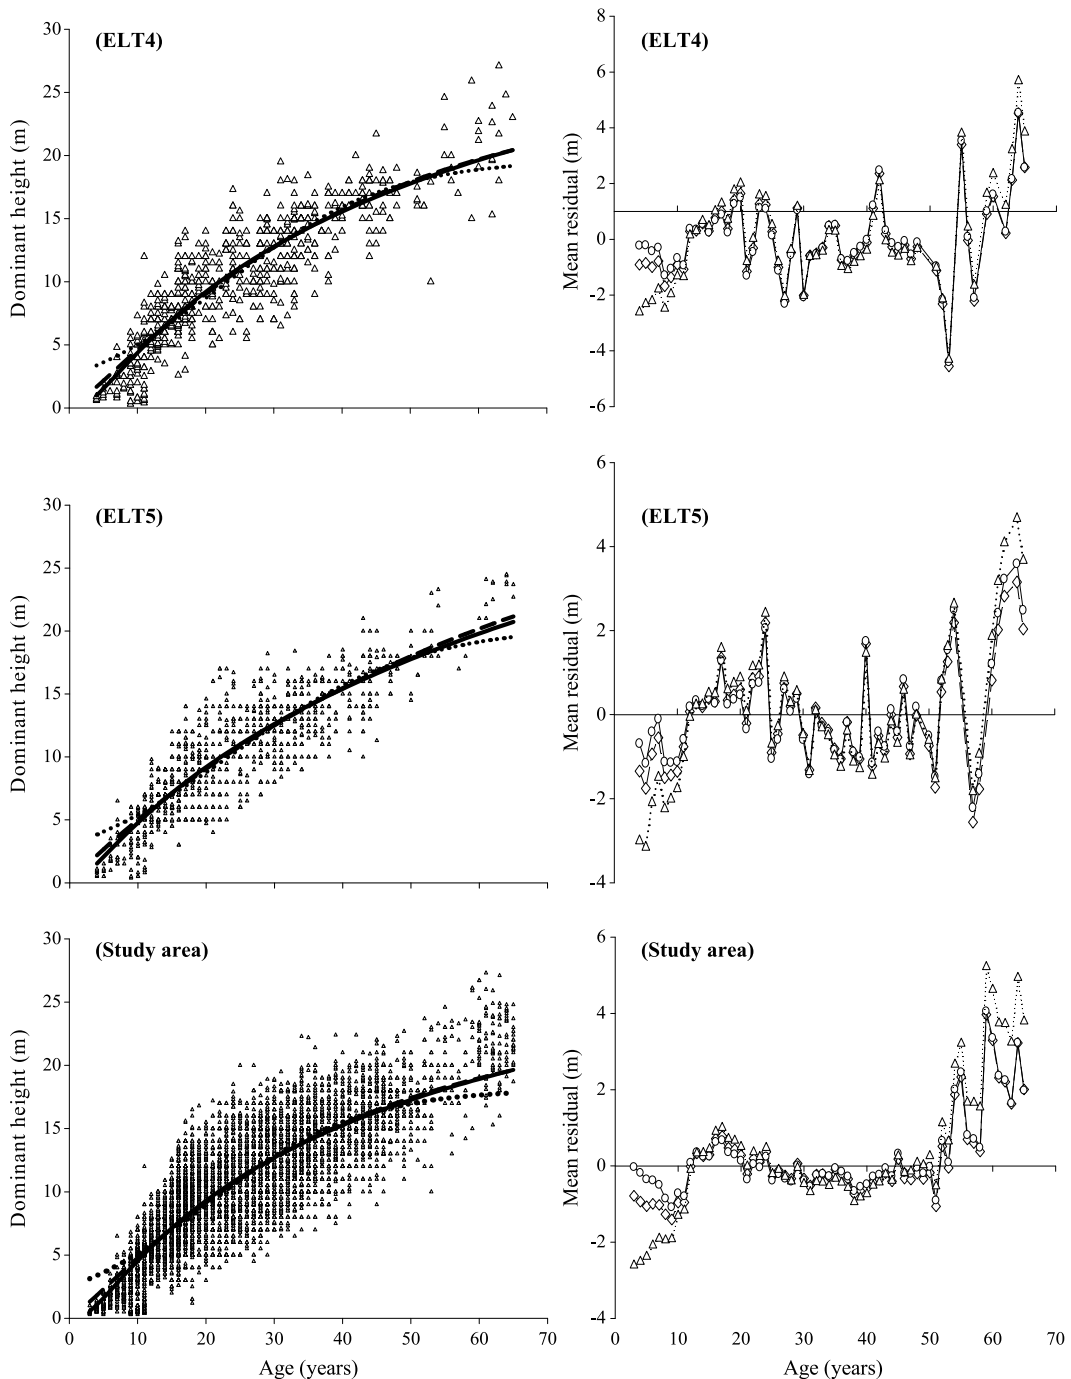 30
25
20
15
10
5
0
Dominant height (m)
(ELT4)
8
6
4
2
0
-2
-4
-6
Mean residual (m)
(ELT4)
30
25
20
15
10
5
0
Dominant height (m)
(ELT5)
6
4
2
0
-2
-4
Mean residual (m)
(ELT5)
30
25
20
15
10
5
0
Dominant height (m)
(Study area)
0 10 20 30 40 50 60 70
Age (years)
6
4
2
0
-2
-4
Mean residual (m)
(Study area)
0 10 20 30 40 50 60 70
Age (years)